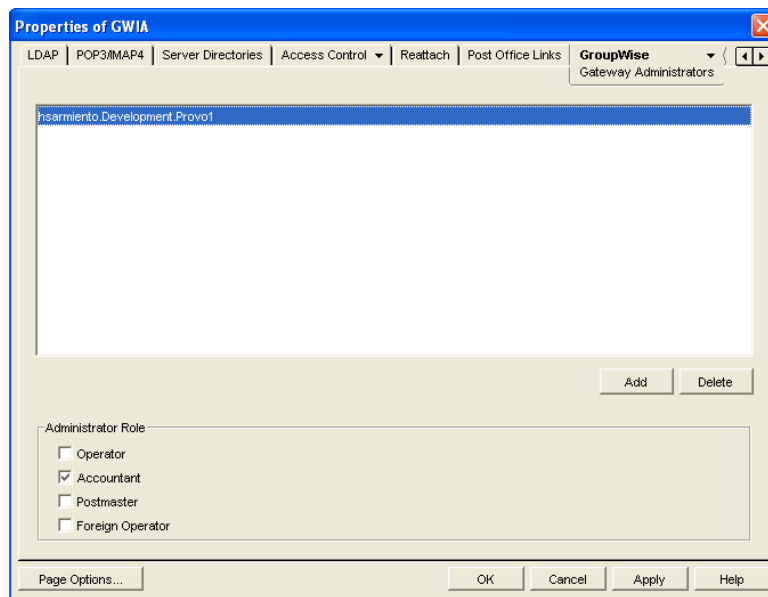 Properties of GWIA
LDAP POP3/IMAP4 Server Directories Access Control Reattach Post Office Links GroupWise
Gateway Administrators
hsarmiento.Development.Provo1
Add Delete
Administrator Role
Operator
Accountant
Postmaster
Foreign Operator
Page Options... OK Cancel Apply Help